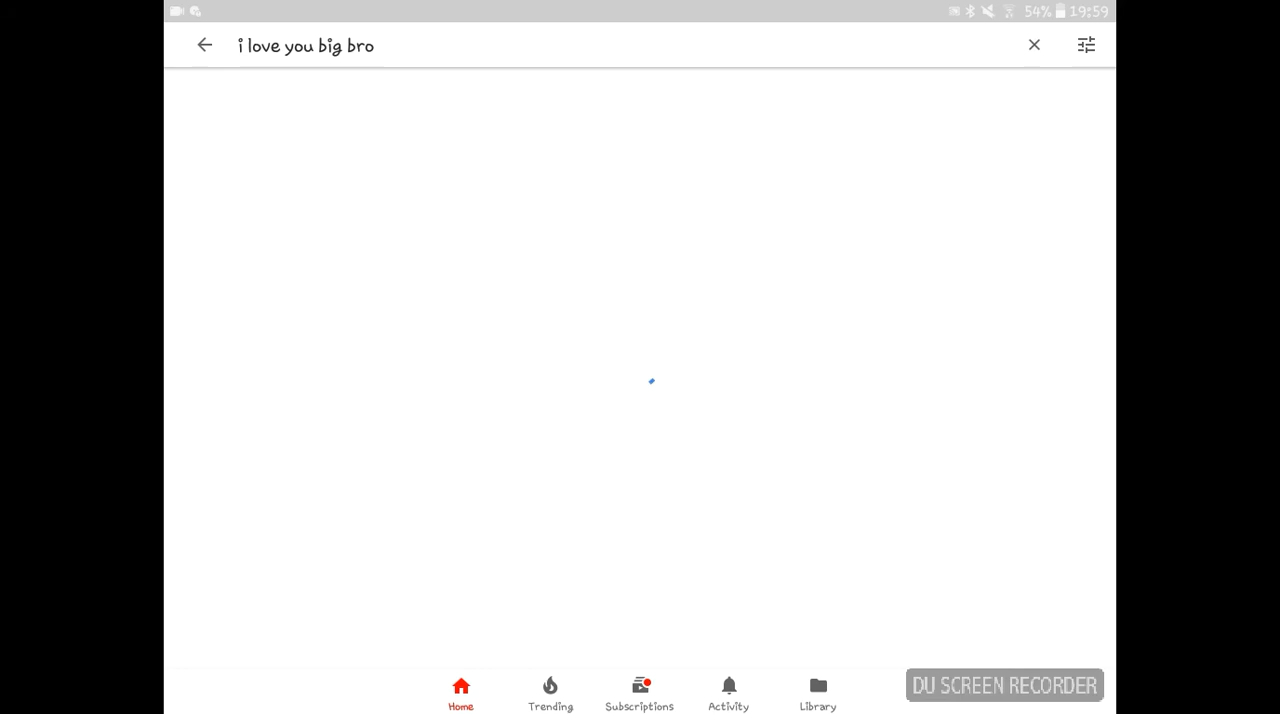 54% 19:59
i love you big bro
Home Trending Subscriptions Activity Library
DU SCREEN RECORDER